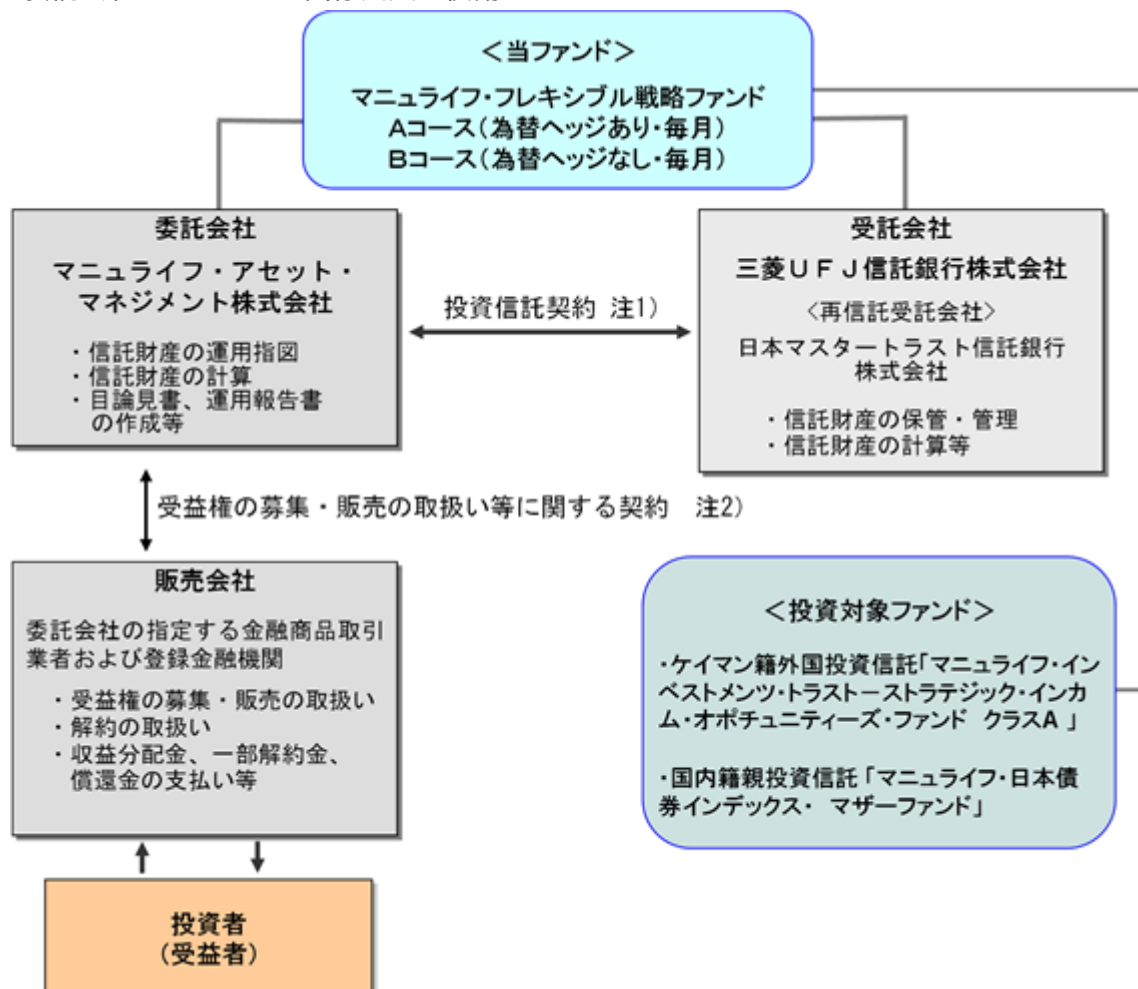 ＜当ファンド＞
マニュライフ・フレキシブル戦略ファンド
Ａコース（為替ヘッジあり・毎月）
Ｂコース（為替ヘッジなし・毎月）
委託会社
マニュライフ・アセット・
マネジメント株式会社
・信託財産の運用指図
・信託財産の計算
・目論見書、運用報告書
の作成等
投資信託契約 注1）
受託会社
三菱ＵＦＪ信託銀行株式会社
〈再信託受託会社〉
日本マスタートラスト信託銀行
株式会社
・信託財産の保管・管理
・信託財産の計算等
受益権の募集・販売の取扱い等に関する契約　注2）
販売会社
委託会社の指定する金融商品取引
業者および登録金融機関
・受益権の募集・販売の取扱い
・解約の取扱い
・収益分配金、一部解約金、
償還金の支払い等
＜投資対象ファンド＞
・ケイマン籍外国投資信託「マニュライフ・イン
ベストメンツ・トラスト－ストラテジック・インカ
ム・オポチュニティーズ・ファンド　クラスA 」
・国内籍親投資信託「マニュライフ・日本債
券インデックス・　マザーファンド」
投資者
（受益者）